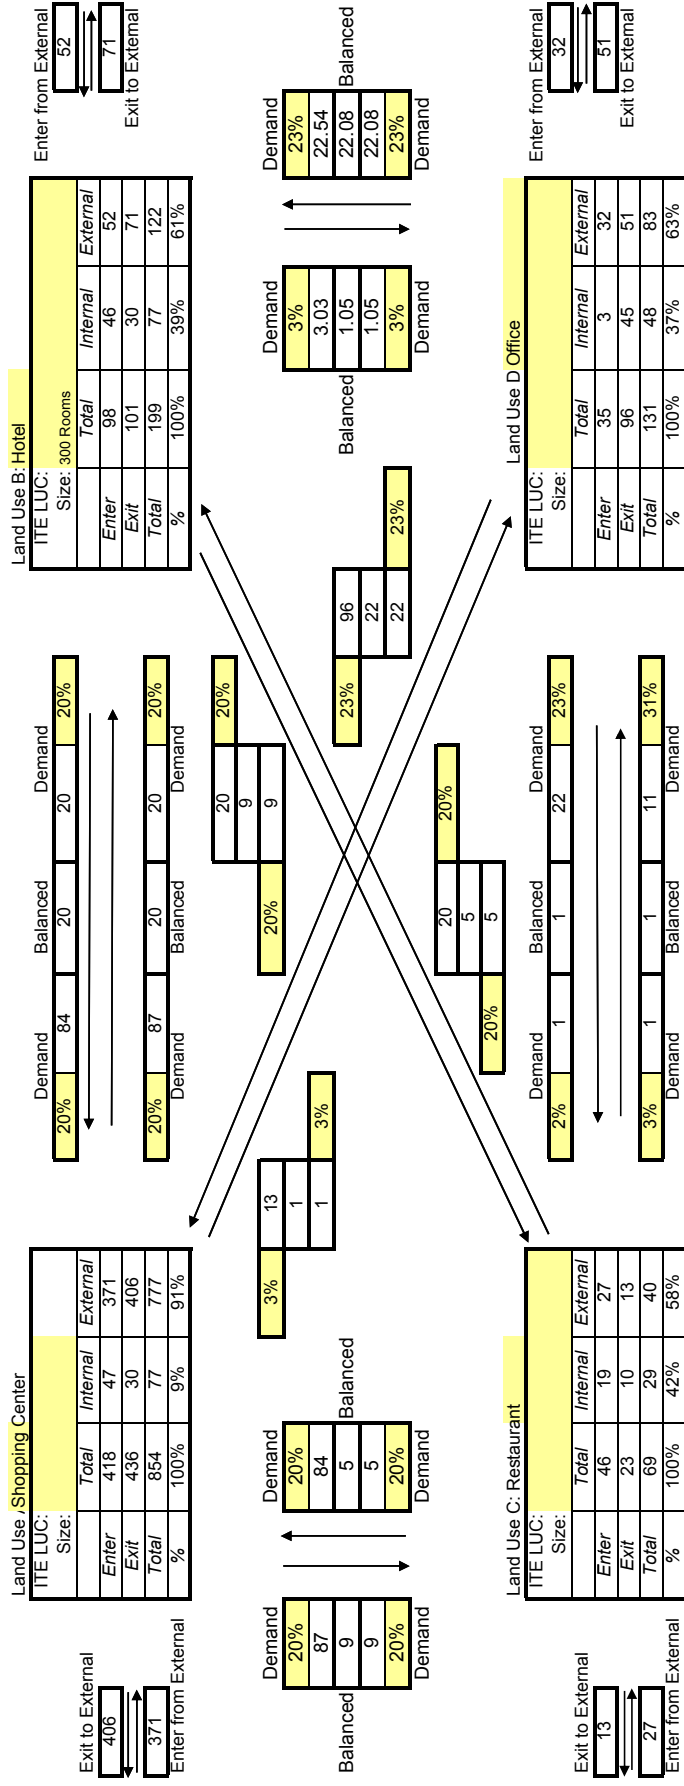 Land Use /Shopping Center
ITE LUC:
Size:
Total Internal External
Enter 418 47 371
Exit 436 30 406
Total 854 77 777
% 100% 9% 91%
Exit to External
406
371
Enter from External
Demand Balanced Demand
20% 84 20 20 20%
20% 87 20 20 20%
Demand Balanced Demand
Land Use B: Hotel
ITE LUC:
Size: 300 Rooms
Total Internal External
Enter 98 46 52
Exit 101 30 71
Total 199 77 122
% 100% 39% 61%
Enter from External
52
71
Exit to External
Demand
20%
87
Balanced 9
9
20%
Demand
Demand
20%
84
5 Balanced
5
20%
Demand
3% 13
1
1 3%
20 20%
9
20% 9
23% 96
22
22 23%
20 20%
5
20% 5
Demand
3%
3.03
Balanced 1.05
1.05
3%
Demand
Demand
23%
22.54
22.08 Balanced
22.08
23%
Demand
Land Use C: Restaurant
ITE LUC:
Size:
Total Internal External
Enter 46 19 27
Exit 23 10 13
Total 69 29 40
% 100% 42% 58%
Exit to External
13
27
Enter from External
Demand Balanced Demand
2% 1 1 22 23%
3% 1 1 11 31%
Demand Balanced Demand
Land Use D Office
ITE LUC:
Size:
Total Internal External
Enter 35 3 32
Exit 96 45 51
Total 131 48 83
% 100% 37% 63%
Enter from External
32
51
Exit to External